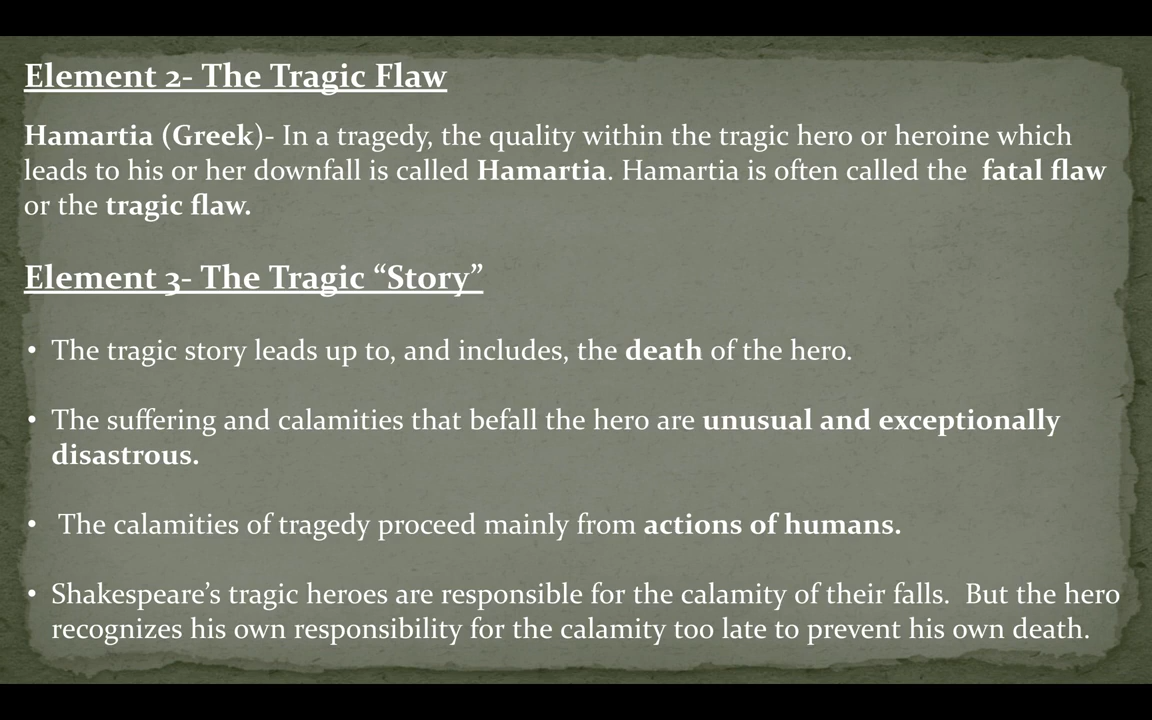 Element 2- The Tragic Flaw
Hamartia (Greek)- In a tragedy, the quality within the tragic hero or heroine which
leads to his or her downfall is called Hamartia. Hamartia is often called the  fatal flaw
or the tragic flaw.
Element 3- The Tragic “Story”
• The tragic story leads up to, and includes, the death of the hero.
• The suffering and calamities that befall the hero are unusual and exceptionally
disastrous.
•  The calamities of tragedy proceed mainly from actions of humans.
• Shakespeare’s tragic heroes are responsible for the calamity of their falls.  But the hero
recognizes his own responsibility for the calamity too late to prevent his own death.